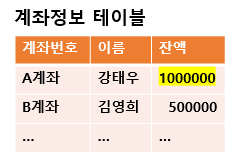 계좌정보 테이블
계좌번호 이름 잔액
A계좌 강태우 1000000
B계좌 김영희 500000
... ... ...